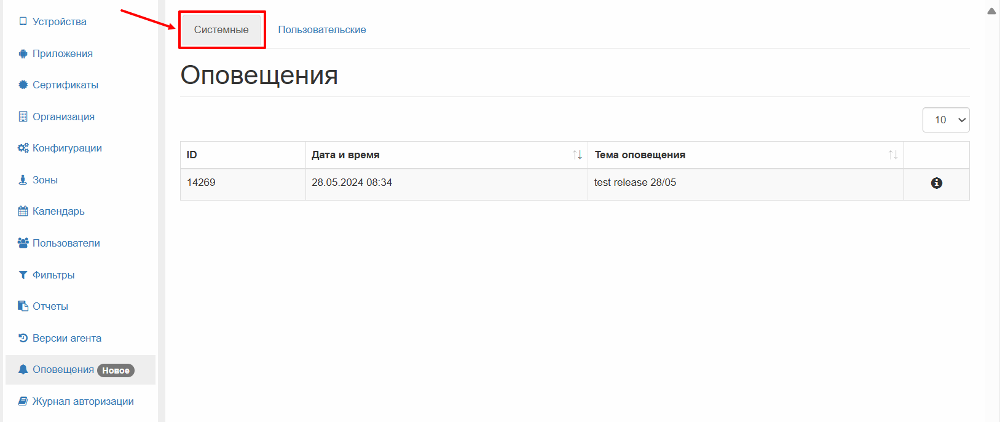 Устройства
Приложения
Сертификаты
Организация
Конфигурации
Зоны
Календарь
Пользователи
Фильтры
Отчеты
Версии агента
Оповещения Новое
Журнал авторизации
Системные Пользовательские
Оповещения
10
ID Дата и время Тема оповещения
14269 28.05.2024 08:34 test release 28/05